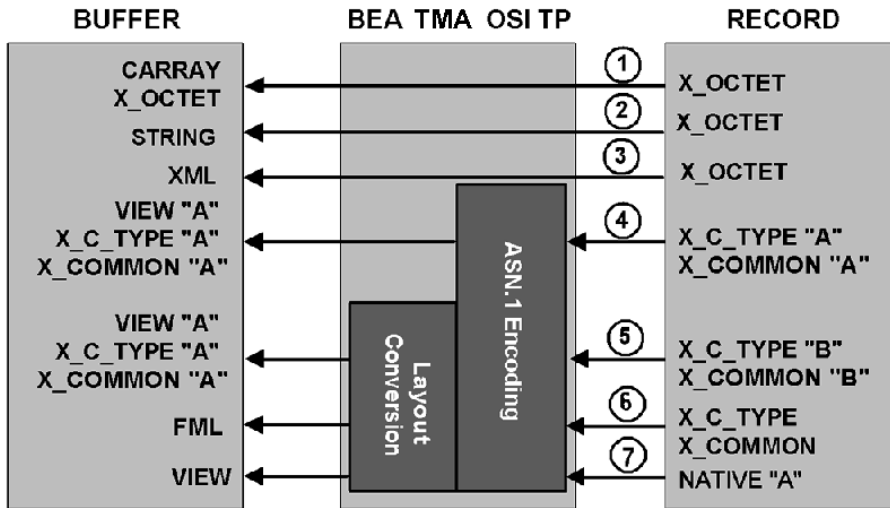 BUFFER
BEA TMA OSI TP
RECORD
CARRAY
X_OCTET
1
X_OCTET
STRING
2
X_OCTET
XML
3
X_OCTET
VIEW "A"
X_C_TYPE "A"
X_COMMON "A"
4
X_C_TYPE "A"
X_COMMON "A"
ASN.1 Encoding
VIEW "A"
X_C_TYPE "A"
X_COMMON "A"
Layout
Conversion
5
X_C_TYPE "B"
X_COMMON "B"
FML
6
X_C_TYPE
X_COMMON
VIEW
7
NATIVE "A"